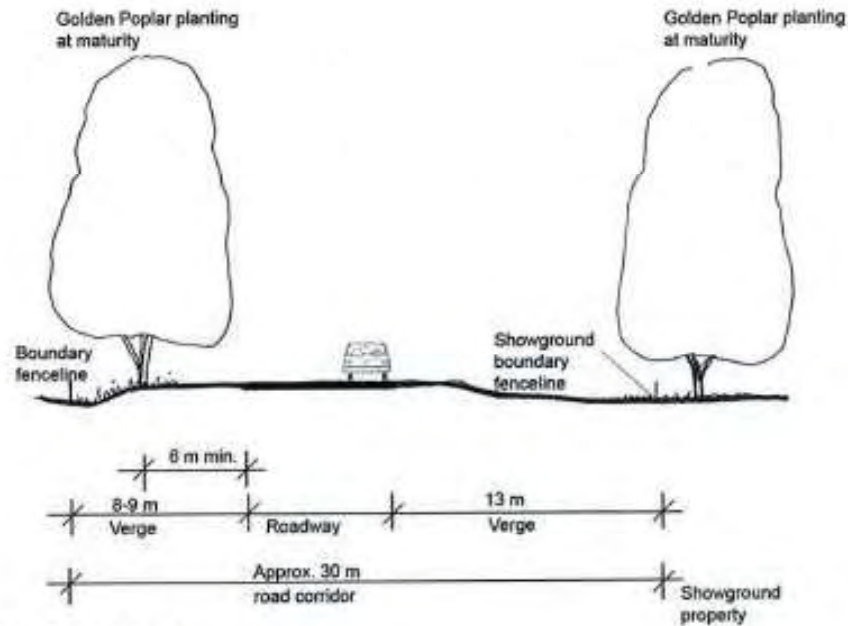 Golden Poplar planting
at maturity
Golden Poplar planting
at maturity
Boundary
fenceline
Showground
boundary
fenceline
6 m min.
8-9 m
Verge
Roadway
13 m
Verge
Approx. 30 m
road corridor
Showground
property